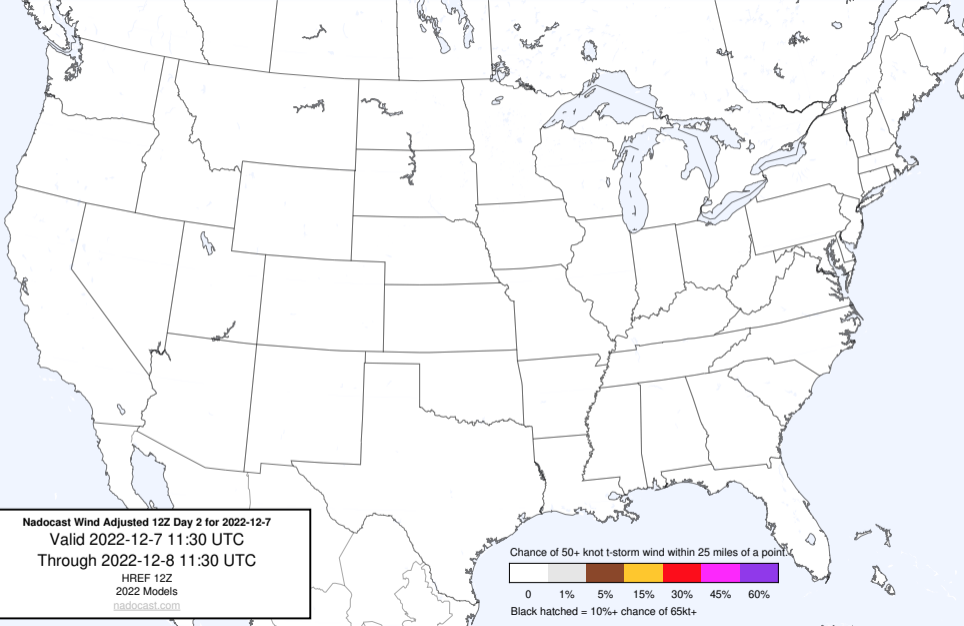 Nadocast Wind Adjusted 12Z Day 2 for 2022-12-7
Valid 2022-12-7 11:30 UTC
Through 2022-12-8 11:30 UTC
HREF 12Z
2022 Models
nadocast.com
Chance of 50+ knot t-storm wind within 25 miles of a point.
0 1% 5% 15% 30% 45% 60%
Black hatched = 10%+ chance of 65kt+